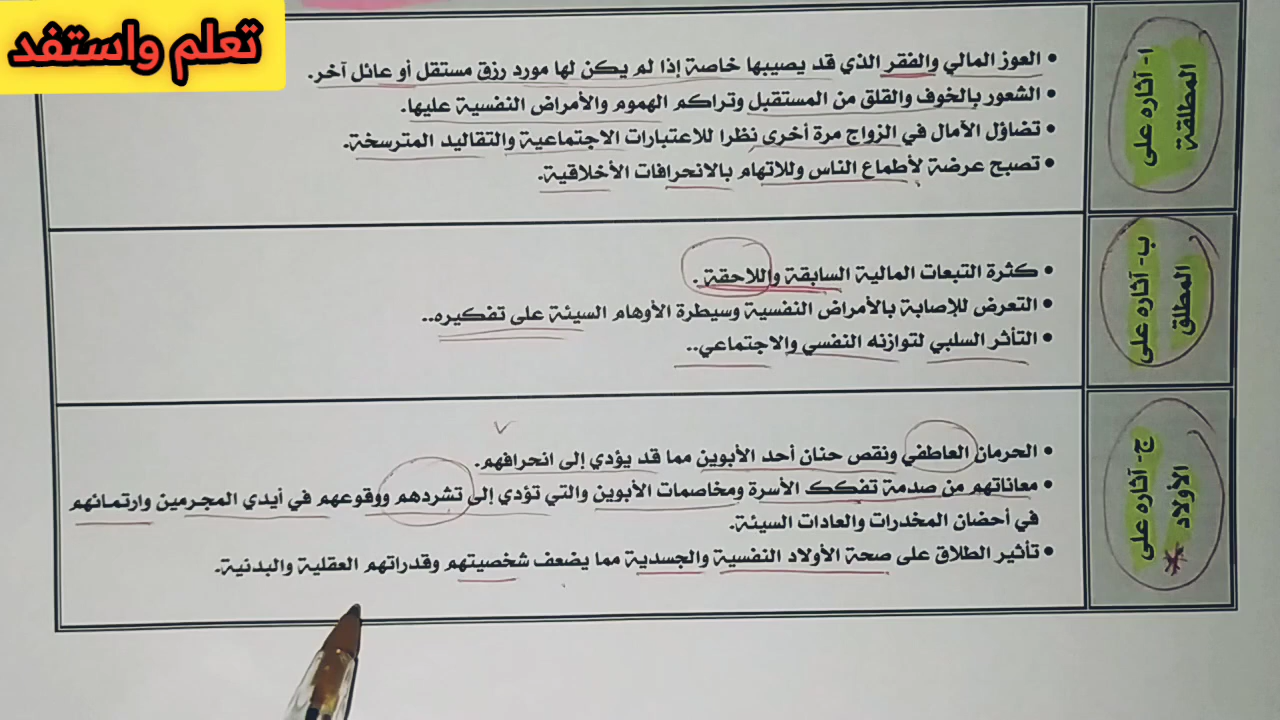 تعلم واستفد
ا- آثاره على
المطلقة
• العوز المالي والفقر الذي قد يصيبها خاصة إذا لم يكن لها مورد رزق مستقل أو عائل آخر.
• الشعور بالخوف والقلق من المستقبل وتراكم الهموم والأمراض النفسية عليها.
• تضاؤل الآمال في الزواج مرة أخرى نظرا للاعتبارات الاجتماعية والتقاليد المترسخة.
• تصبح عرضة لأطماع الناس وللاتهام بالانحرافات الأخلاقية.
ب- آثاره على
المطلق
• كثرة التبعات المالية السابقة واللاحقة.
• التعرض للإصابة بالأمراض النفسية وسيطرة الأوهام السيئة على تفكيره..
• التأثر السلبي لتوازنه النفسي والاجتماعي..
ج- آثاره على
الأولاد
• الحرمان العاطفي ونقص حنان أحد الأبوين مما قد يؤدي إلى انحرافهم.
• معاناتهم من صدمة تفكك الأسرة ومخاصمات الأبوين والتي تؤدي إلى تشردهم ووقوعهم في أيدي المجرمين وارتمائهم
في أحضان المخدرات والعادات السيئة.
• تأثير الطلاق على صحة الأولاد النفسية والجسدية مما يضعف شخصيتهم وقدراتهم العقلية والبدنية.